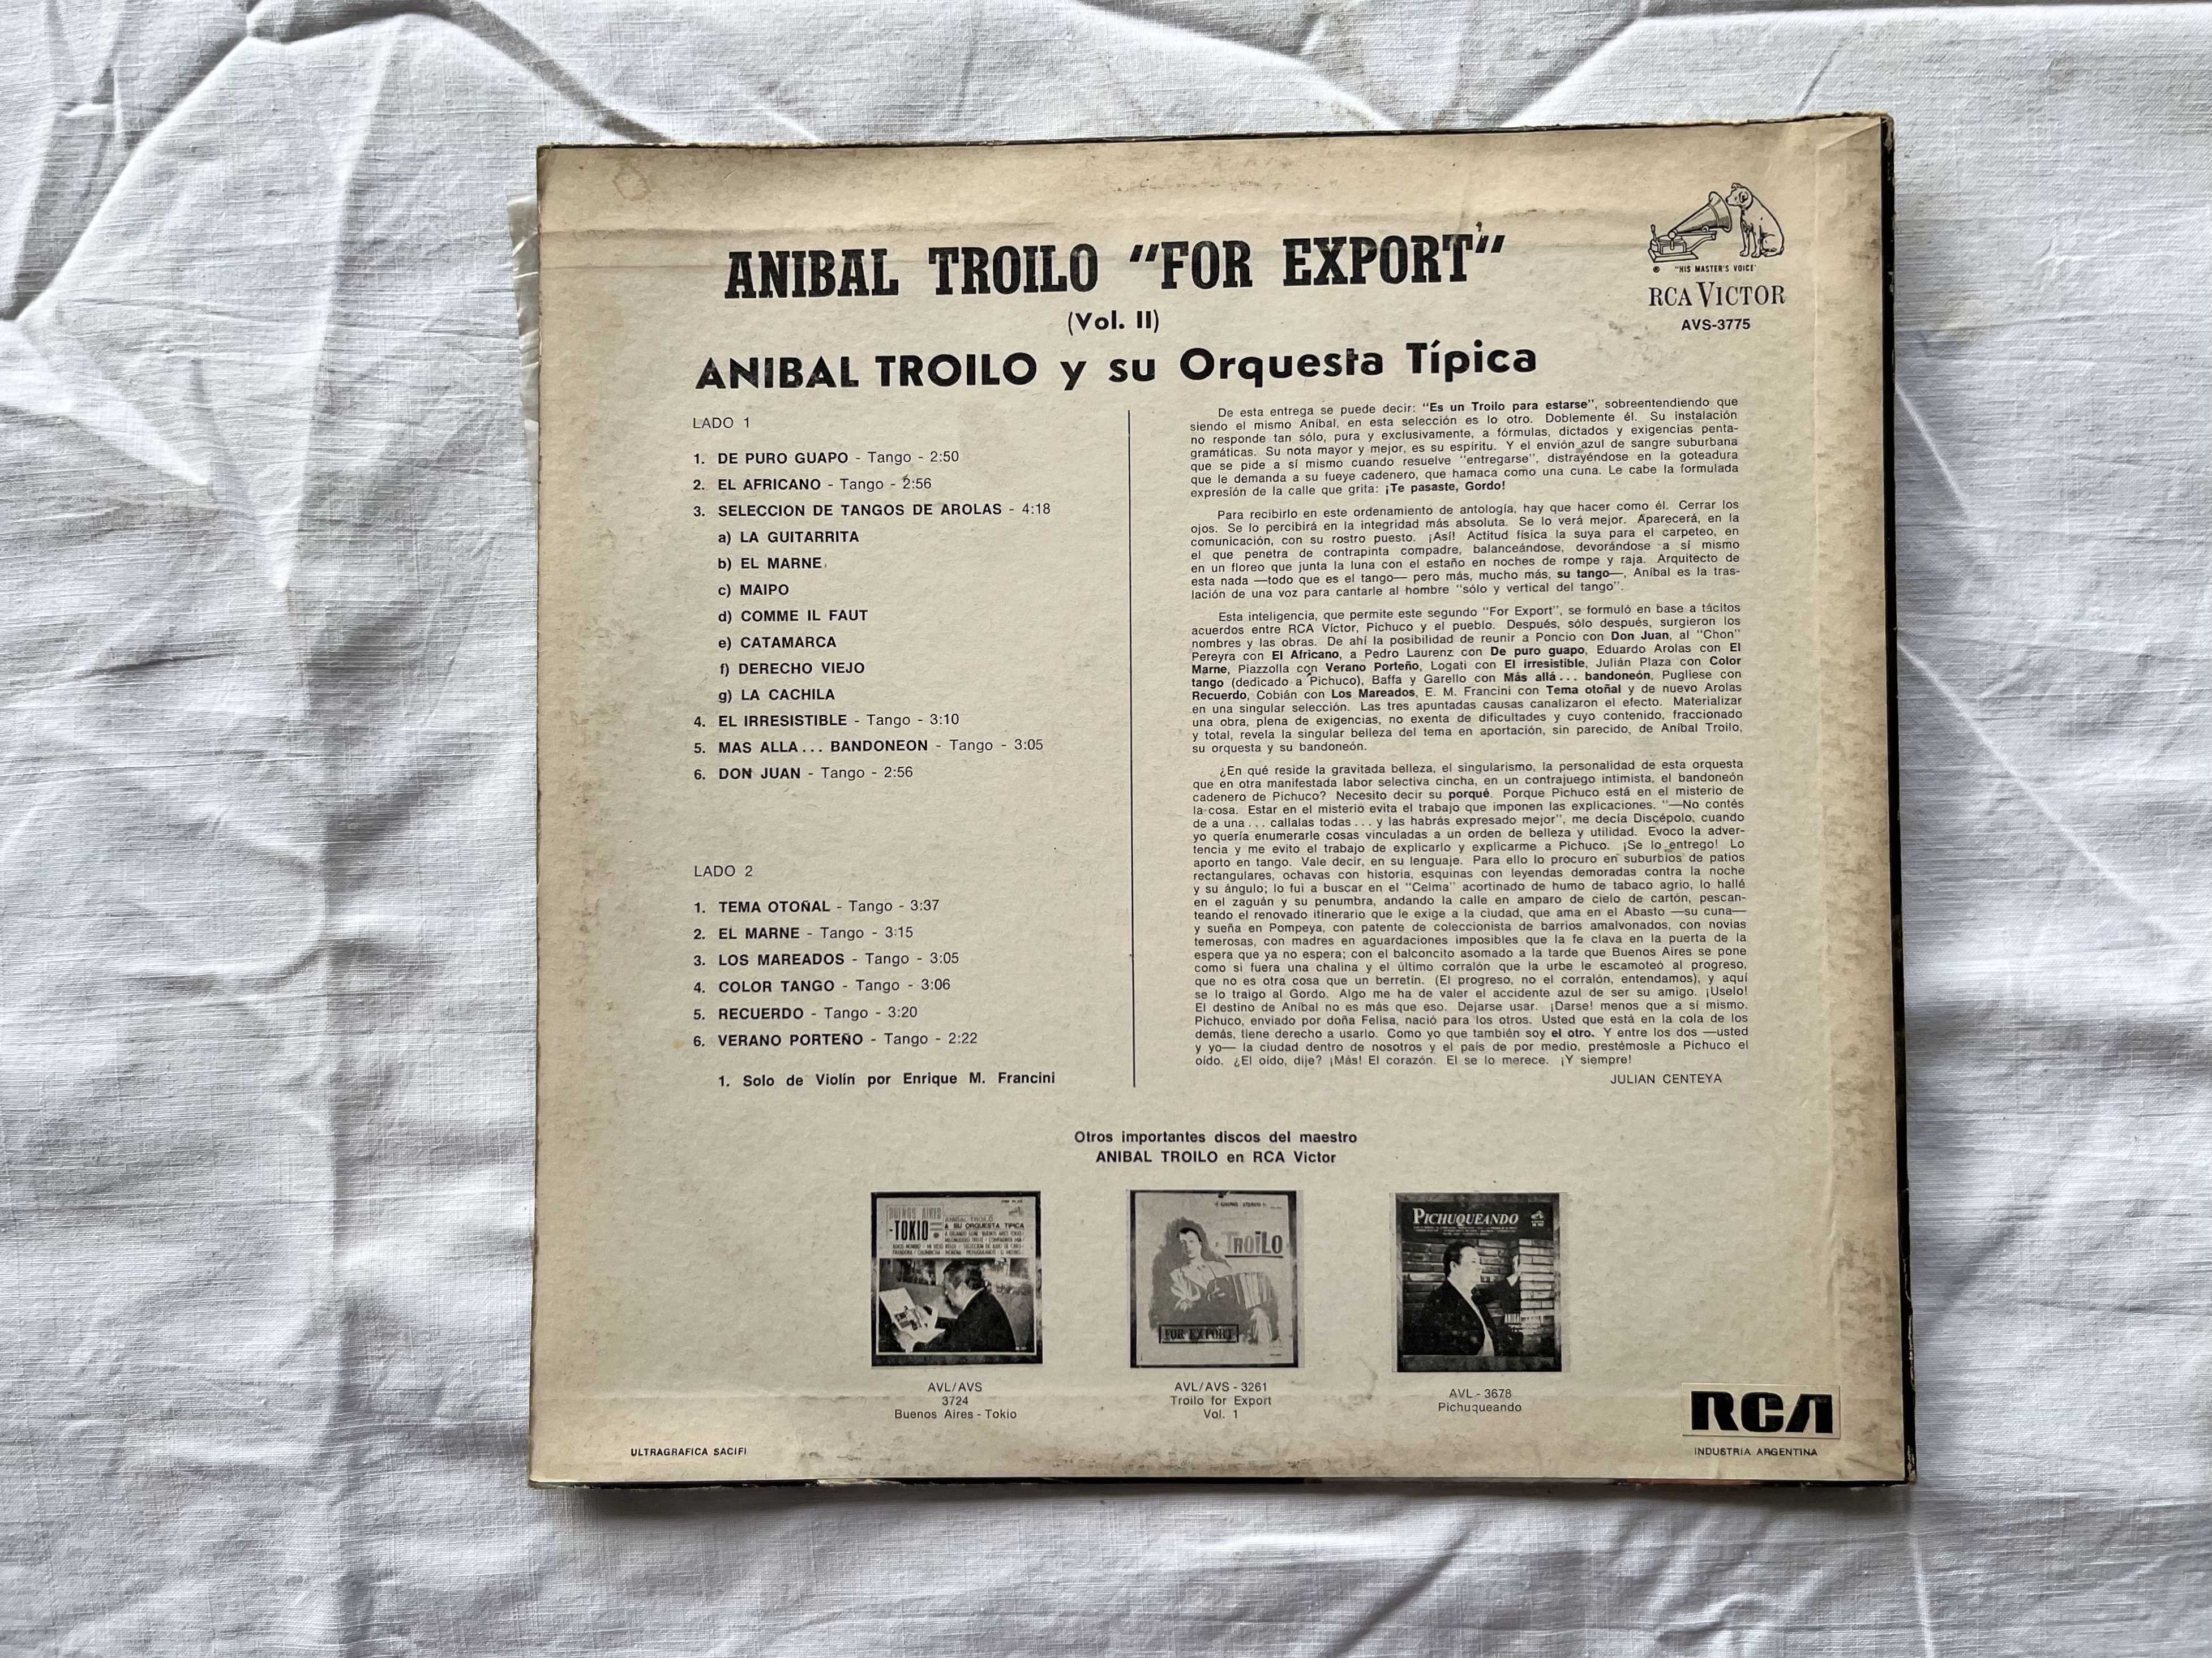 ANIBAL TROILO "FOR EXPORT"
(Vol. II)
ANIBAL TROILO y su Orquesta Típica
"HIS MASTER'S VOICE"
RCA VICTOR
AVS-3775
LADO 1
1. DE PURO GUAPO - Tango - 2:50
2. EL AFRICANO - Tango - 2:56
3. SELECCION DE TANGOS DE AROLAS - 4:18
a) LA GUITARRITA
b) EL MARNE
c) MAIPO
d) COMME IL FAUT
e) CATAMARCA
f) DERECHO VIEJO
g) LA CACHILA
4. EL IRRESISTIBLE - Tango - 3:10
5. MAS ALLA... BANDONEON - Tango - 3:05
6. DON JUAN - Tango - 2:56
LADO 2
1. TEMA OTOÑAL - Tango - 3:37
2. EL MARNE - Tango - 3:15
3. LOS MAREADOS - Tango - 3:05
4. COLOR TANGO - Tango - 3:06
5. RECUERDO - Tango - 3:20
6. VERANO PORTEÑO - Tango - 2:22
1. Solo de Violín por Enrique M. Francini
De esta entrega se puede decir: "Es un Troilo para estarse", sobreentendiendo que
siendo el mismo Aníbal, en esta selección es lo otro. Doblemente él. Su instalación
no responde tan sólo, pura y exclusivamente, a fórmulas, dictados y exigencias penta-
gramáticas. Su nota mayor y mejor, es su espíritu. Y el envión azul de sangre suburbana
que se pide a sí mismo cuando resuelve "entregarse", distrayéndose en la goteadura
que le demanda a su fueye cadenero, que hamaca como una cuna. Le cabe la formulada
expresión de la calle que grita: ¡Te pasaste, Gordo!
Para recibirlo en este ordenamiento de antología, hay que hacer como él. Cerrar los
ojos. Se lo percibirá en la integridad más absoluta. Se lo verá mejor. Aparecerá, en la
comunicación, con su rostro puesto. ¡Así! Actitud física la suya para el carpeteo, en
el que penetra de contrapinta compadre, balanceándose, devorándose a sí mismo
en un floreo que junta la luna con el estaño en noches de rompe y raja. Arquitecto de
esta nada —todo que es el tango— pero más, mucho más, su tango—, Aníbal es la tras-
lación de una voz para cantarle al hombre "sólo y vertical del tango".
Esta inteligencia, que permite este segundo "For Export", se formuló en base a tácitos
acuerdos entre RCA Víctor, Pichuco y el pueblo. Después, sólo después, surgieron los
nombres y las obras. De ahí la posibilidad de reunir a Poncio con Don Juan, al "Chon"
Pereyra con El Africano, a Pedro Laurenz con De puro guapo, Eduardo Arolas con El
Marne, Piazzolla con Verano Porteño, Logati con El irresistible, Julián Plaza con Color
tango (dedicado a Pichuco), Baffa y Garello con Más allá... bandoneón, Pugliese con
Recuerdo, Cobián con Los Mareados, E. M. Francini con Tema otoñal y de nuevo Arolas
en una singular selección. Las tres apuntadas causas canalizaron el efecto. Materializar
una obra, plena de exigencias, no exenta de dificultades y cuyo contenido, fraccionado
y total, revela la singular belleza del tema en aportación, sin parecido, de Aníbal Troilo,
su orquesta y su bandoneón.
¿En qué reside la gravitada belleza, el singularismo, la personalidad de esta orquesta
que en otra manifestada labor selectiva cincha, en un contrajuego intimista, el bandoneón
cadenero de Pichuco? Necesito decir su porqué. Porque Pichuco está en el misterio de
la cosa. Estar en el misterio evita el trabajo que imponen las explicaciones. "—No contés
de a una... callalas todas... y las habrás expresado mejor", me decía Discépolo, cuando
yo quería enumerarle cosas vinculadas a un orden de belleza y utilidad. Evoco la adver-
tencia y me evito el trabajo de explicarlo y explicarme a Pichuco. ¡Se lo entrego! Lo
aporto en tango. Vale decir, en su lenguaje. Para ello lo procuro en suburbios de patios
rectangulares, ochavas con historia, esquinas con leyendas demoradas contra la noche
y su ángulo; lo fui a buscar en el "Celma" acortinado de humo de tabaco agrio, lo hallé
en el zaguán y su penumbra, andando la calle en amparo de cielo de cartón, pescan-
teando el renovado itinerario que le exige a la ciudad, que ama en el Abasto —su cuna—
y sueña en Pompeya, con patente de coleccionista de barrios amalvonados, con novias
temerosas, con madres en aguardaciones imposibles que la fe clava en la puerta de la
espera que ya no espera; con el balconcito asomado a la tarde que Buenos Aires se pone
como si fuera una chalina y el último corralón que la urbe le escamoteó al progreso,
que no es otra cosa que un berretín. (El progreso, no el corralón, entendamos), y aquí
se lo traigo al Gordo. Algo me ha de valer el accidente azul de ser su amigo. ¡Uselo!
El destino de Aníbal no es más que eso. Dejarse usar. ¡Darse! menos que a sí mismo.
Pichuco, enviado por doña Felisa, nació para los otros. Usted que está en la cola de los
demás, tiene derecho a usarlo. Como yo que también soy el otro. Y entre los dos —usted
y yo— la ciudad dentro de nosotros y el país de por medio, prestémosle a Pichuco el
oído. ¿El oído, dije? ¡Más! El corazón. El se lo merece. ¡Y siempre!
JULIAN CENTEYA
Otros importantes discos del maestro
ANIBAL TROILO en RCA Victor
BUENOS AIRES
-TOKIO
ANIBAL TROILO
& SU ORQUESTA TIPICA
TROILO
FOR EXPORT
PICHUQUEANDO
AVL/AVS
3724
Buenos Aires - Tokio
AVL/AVS - 3261
Troilo for Export
Vol. 1
AVL - 3678
Pichuqueando
RCA
INDUSTRIA ARGENTINA
ULTRAGRAFICA SACIFI